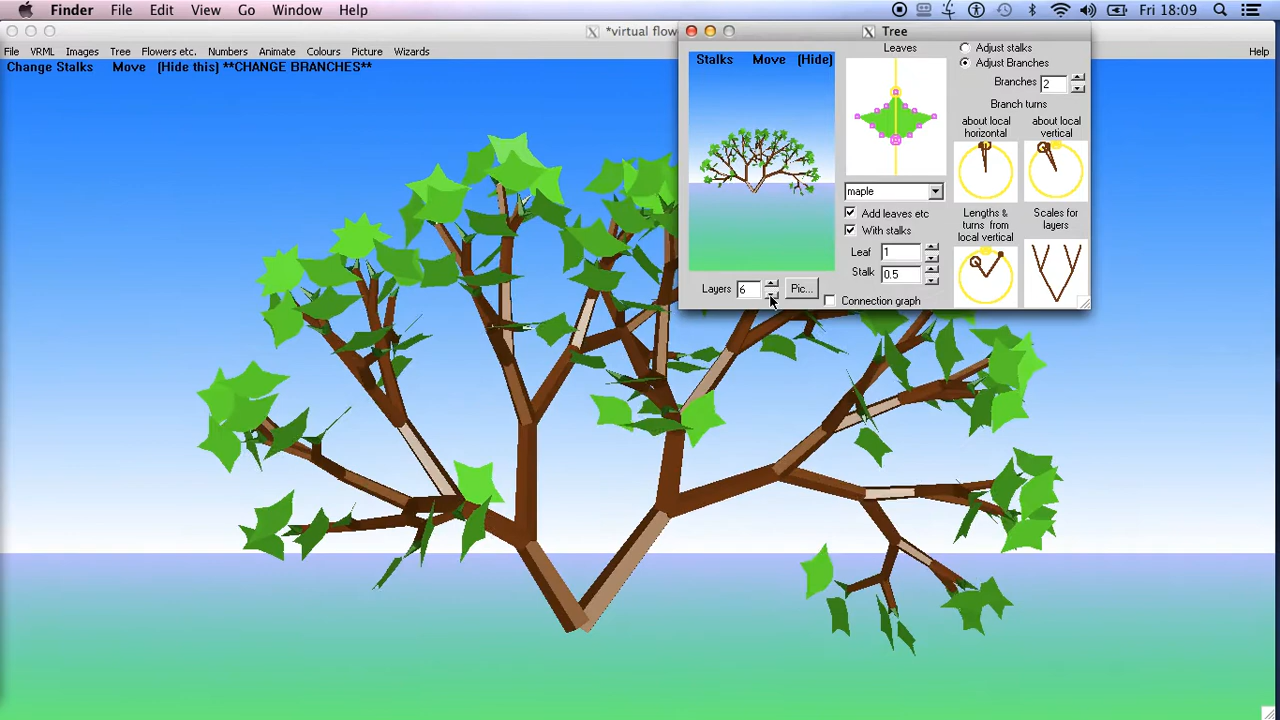 Finder File Edit View Go Window Help Fri 18:09
*virtual flow
File VRML Images Tree Flowers etc. Numbers Animate Colours Picture Wizards Help
Change Stalks Move (Hide this) **CHANGE BRANCHES**
Tree
Stalks Move (Hide)
Leaves
maple
Add leaves etc
With stalks
Leaf 1
Stalk 0.5
Layers 6 Pic...
Connection graph
Adjust stalks
Adjust Branches
Branches 2
Branch turns
about local
horizontal
about local
vertical
Lengths &
turns from
local vertical
Scales for
layers